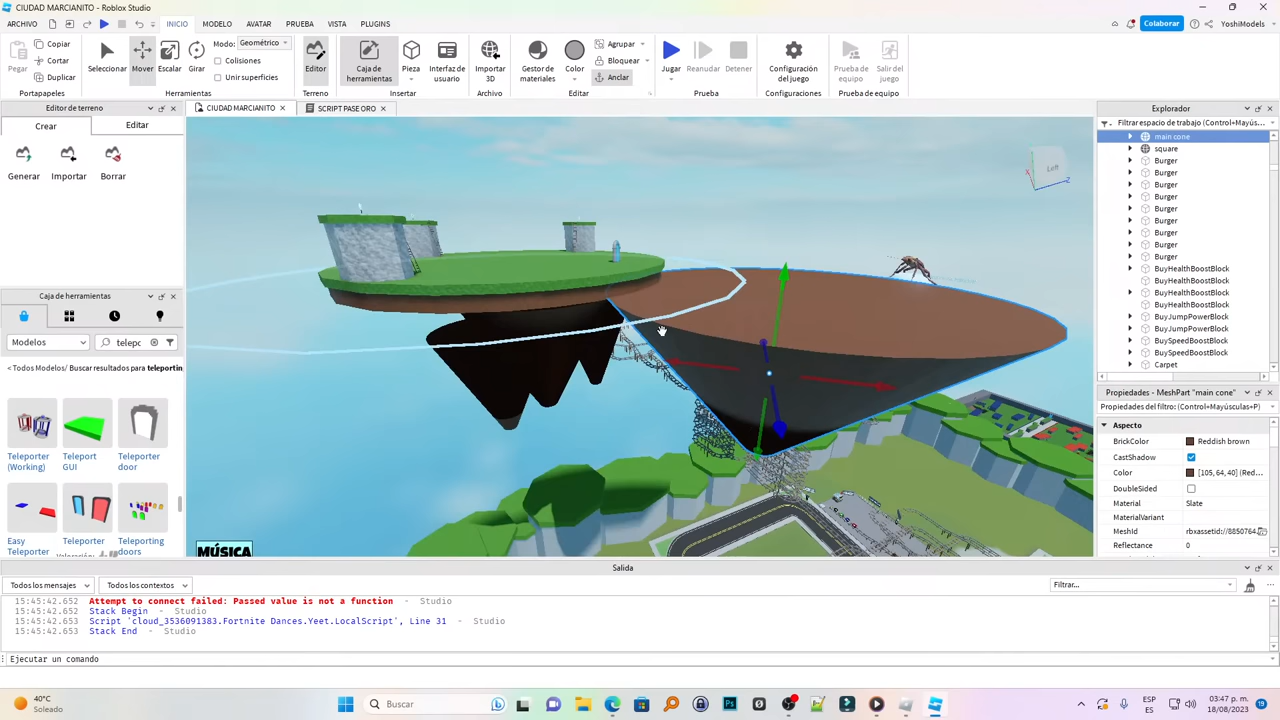 CIUDAD MARCIANITO - Roblox Studio
ARCHIVO
INICIO
MODELO
AVATAR
PRUEBA
VISTA
PLUGINS
Colaborar
YoshiModels
Pegar
Copiar
Cortar
Duplicar
Portapapeles
Seleccionar
Mover
Escalar
Girar
Modo:
Geométrico
Colisiones
Unir superficies
Herramientas
Editor
Terreno
Caja de herramientas
Pieza
Interfaz de usuario
Insertar
Importar 3D
Archivo
Gestor de materiales
Color
Agrupar
Bloquear
Anclar
Editar
Jugar
Reanudar
Detener
Prueba
Configuración del juego
Configuraciones
Prueba de equipo
Salir del juego
Prueba de equipo
Editor de terreno
Crear
Editar
Generar
Importar
Borrar
Caja de herramientas
Modelos
telepc
< Todos Modelos/ Buscar resultados para teleportin
Teleporter (Working)
Teleport GUI
Teleporter door
Easy Teleporter
Teleporter
Teleporting doors
Valoración:
CIUDAD MARCIANITO
SCRIPT PASE ORO
Left
X
Z
MÚSICA
Explorador
Filtrar espacio de trabajo (Control+Mayús...
main cone
square
Burger
Burger
Burger
Burger
Burger
Burger
Burger
Burger
Burger
BuyHealthBoostBlock
BuyHealthBoostBlock
BuyHealthBoostBlock
BuyHealthBoostBlock
BuyJumpPowerBlock
BuyJumpPowerBlock
BuySpeedBoostBlock
BuySpeedBoostBlock
Carpet
Propiedades - MeshPart "main cone"
Propiedades del filtro: (Control+Mayúsculas+P)
Aspecto
BrickColor
Reddish brown
CastShadow
Color
[105, 64, 40] (Red...
DoubleSided
Material
Slate
MaterialVariant
MeshId
rbxassetid://8850764...
Reflectance
0
Salida
Todos los mensajes
Todos los contextos
Filtrar...
15:45:42.652 Attempt to connect failed: Passed value is not a function - Studio
15:45:42.652 Stack Begin - Studio
15:45:42.653 Script 'cloud_3536091383.Fortnite Dances.Yeet.LocalScript', Line 31 - Studio
15:45:42.653 Stack End - Studio
Ejecutar un comando
40°C
Soleado
Buscar
Ps
ESP
ES
03:47 p. m.
18/08/2023
19